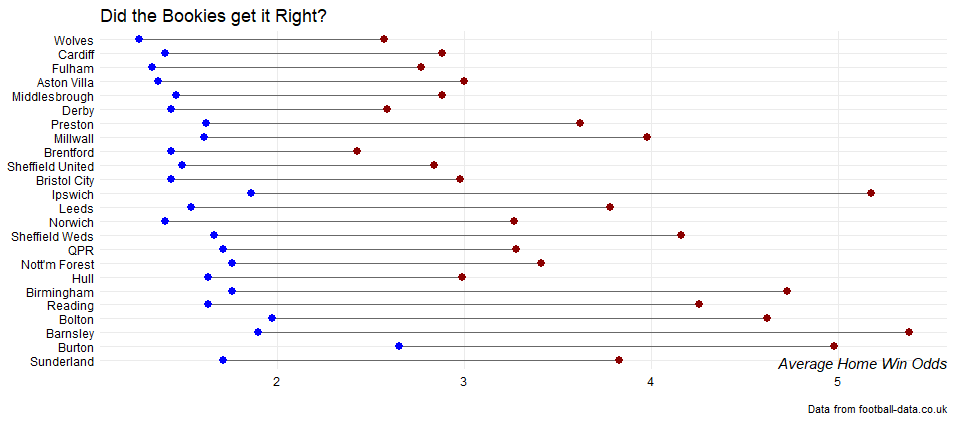 Did the Bookies get it Right?
Wolves
Cardiff
Fulham
Aston Villa
Middlesbrough
Derby
Preston
Millwall
Brentford
Sheffield United
Bristol City
Ipswich
Leeds
Norwich
Sheffield Weds
QPR
Nott'm Forest
Hull
Birmingham
Reading
Bolton
Barnsley
Burton
Sunderland
Average Home Win Odds
2 3 4 5
Data from football-data.co.uk